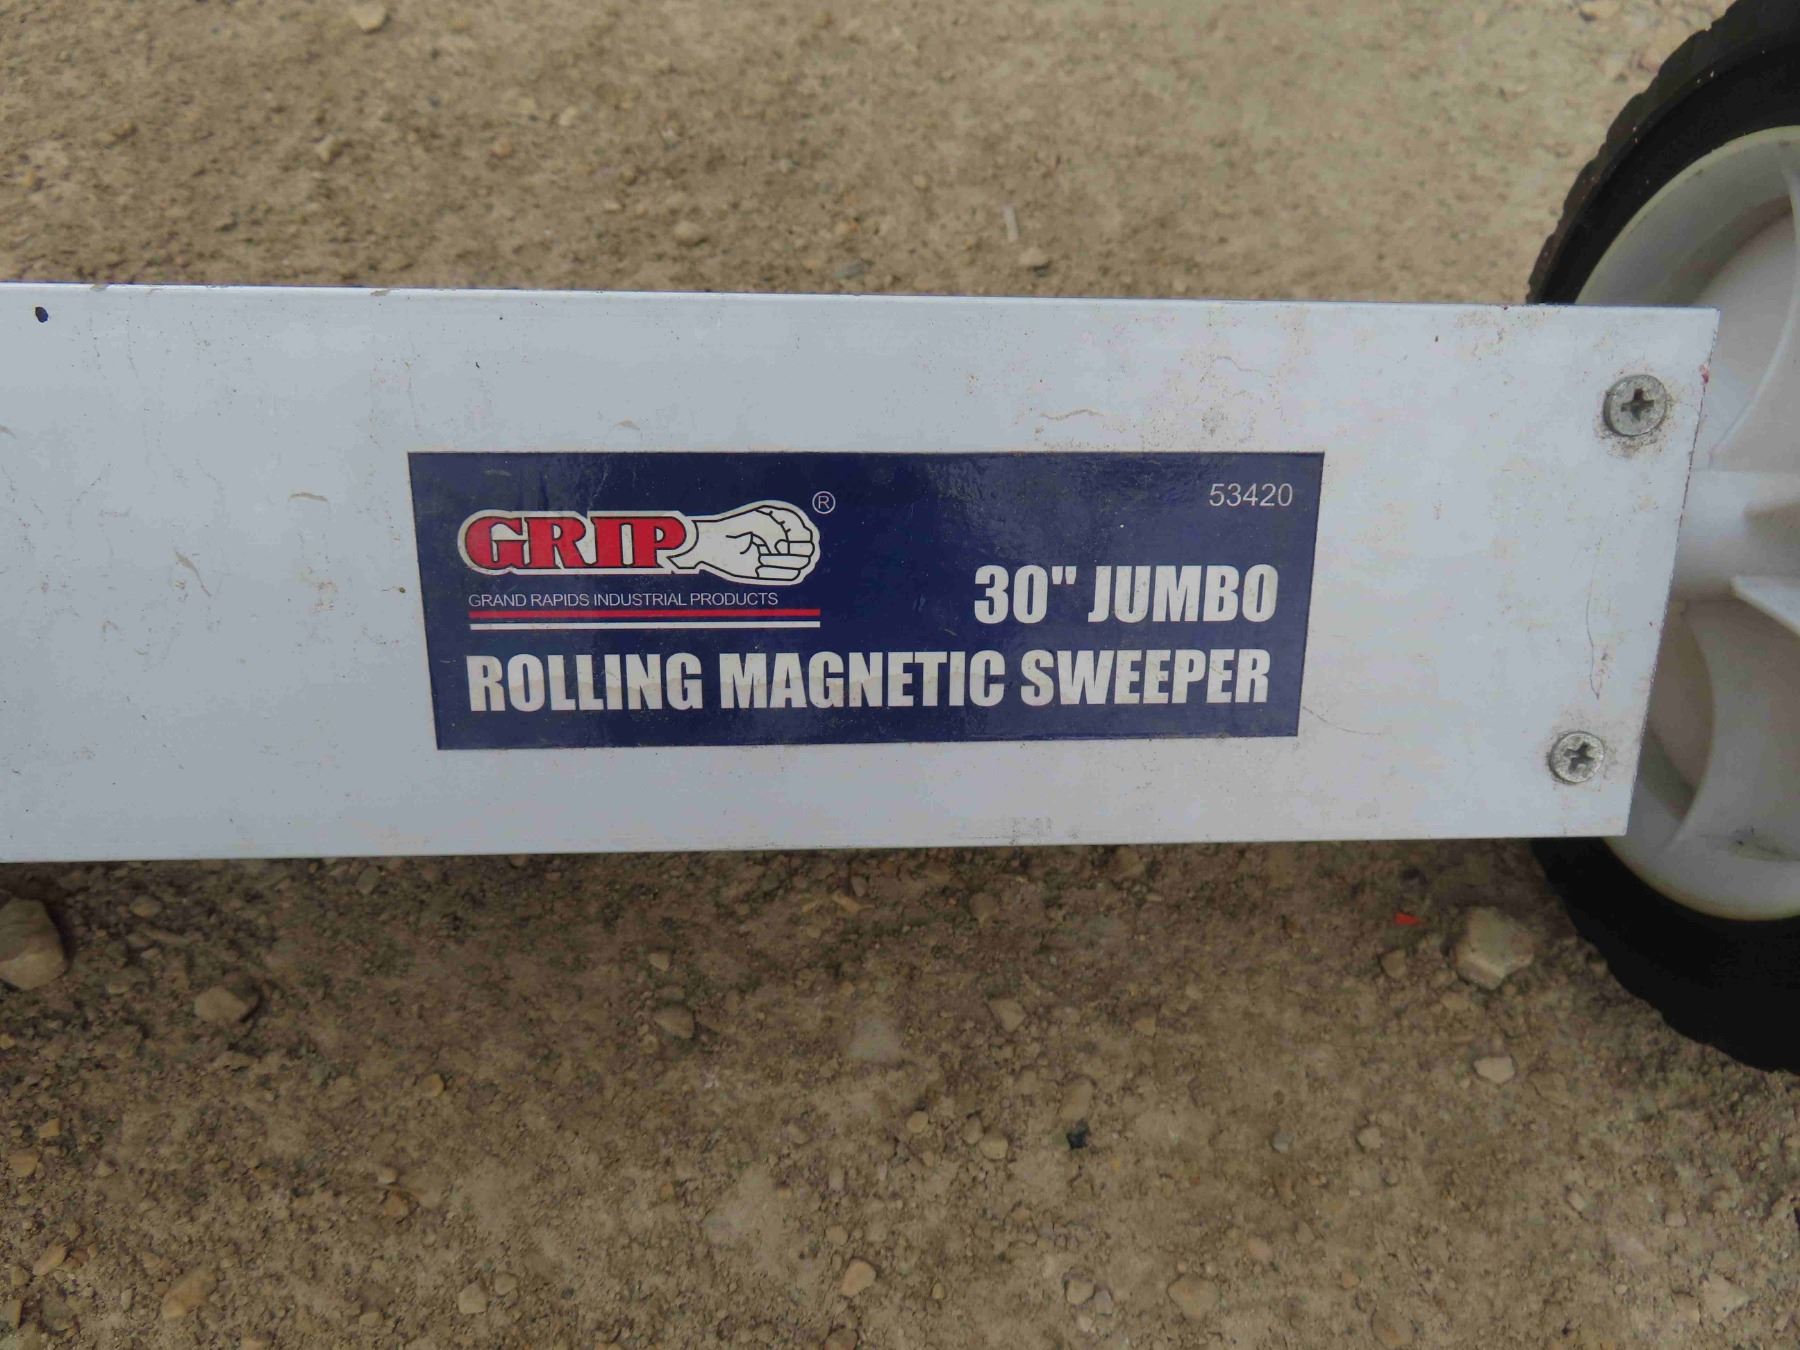 53420
GRIP®
GRAND RAPIDS INDUSTRIAL PRODUCTS
30" JUMBO
ROLLING MAGNETIC SWEEPER